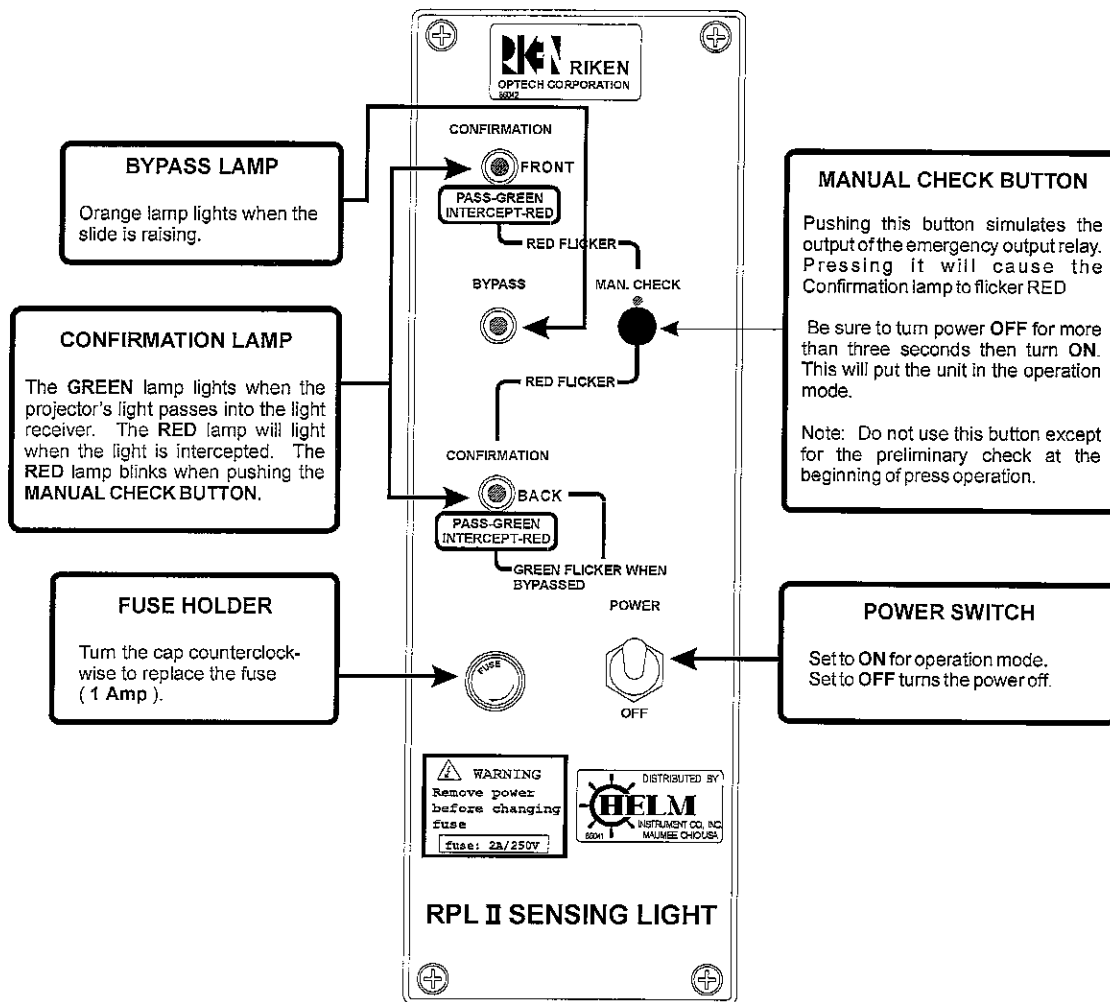 RIKEN
RIKEN
OPTECH CORPORATION
55042
CONFIRMATION
FRONT
PASS-GREEN
INTERCEPT-RED
RED FLICKER
BYPASS
MAN. CHECK
RED FLICKER
CONFIRMATION
BACK
PASS-GREEN
INTERCEPT-RED
GREEN FLICKER WHEN
BYPASSED
POWER
FUSE
OFF
WARNING
Remove power
before changing
fuse
fuse: 2A/250V
DISTRIBUTED BY
HELM
INSTRUMENT CO., INC.
MAUMEE OHIO USA
55041
RPL II SENSING LIGHT
BYPASS LAMP
Orange lamp lights when the
slide is raising.
CONFIRMATION LAMP
The GREEN lamp lights when the
projector's light passes into the light
receiver. The RED lamp will light
when the light is intercepted. The
RED lamp blinks when pushing the
MANUAL CHECK BUTTON.
FUSE HOLDER
Turn the cap counterclock-
wise to replace the fuse
( 1 Amp ).
MANUAL CHECK BUTTON
Pushing this button simulates the
output of the emergency output relay.
Pressing it will cause the
Confirmation lamp to flicker RED
Be sure to turn power OFF for more
than three seconds then turn ON.
This will put the unit in the operation
mode.
Note: Do not use this button except
for the preliminary check at the
beginning of press operation.
POWER SWITCH
Set to ON for operation mode.
Set to OFF turns the power off.